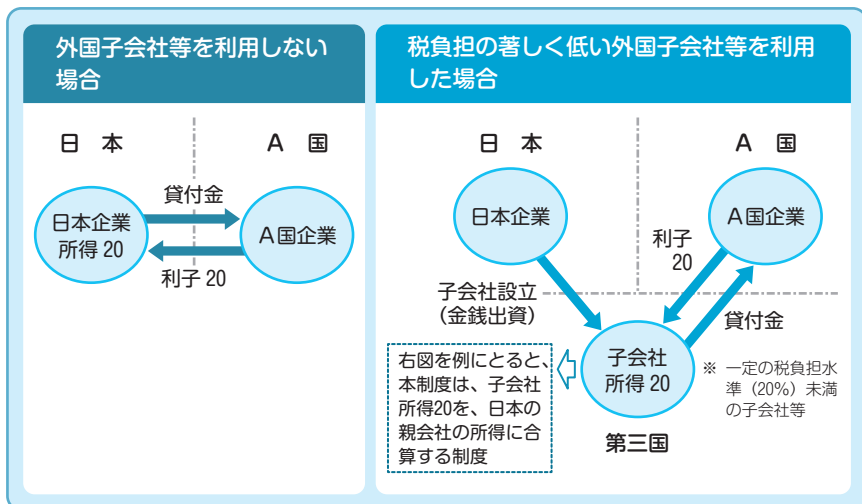 外国子会社等を利用しない
場合
日 本
A 国
貸付金
日本企業
所得 20
A国企業
利子 20
税負担の著しく低い外国子会社等を利用
した場合
日 本
A 国
日本企業
A国企業
利子
20
子会社設立
（金銭出資）
貸付金
右図を例にとると、
本制度は、子会社
所得20を、日本の
親会社の所得に合
算する制度
子会社
所得 20
※ 一定の税負担水
準（20%）未満
の子会社等
第三国